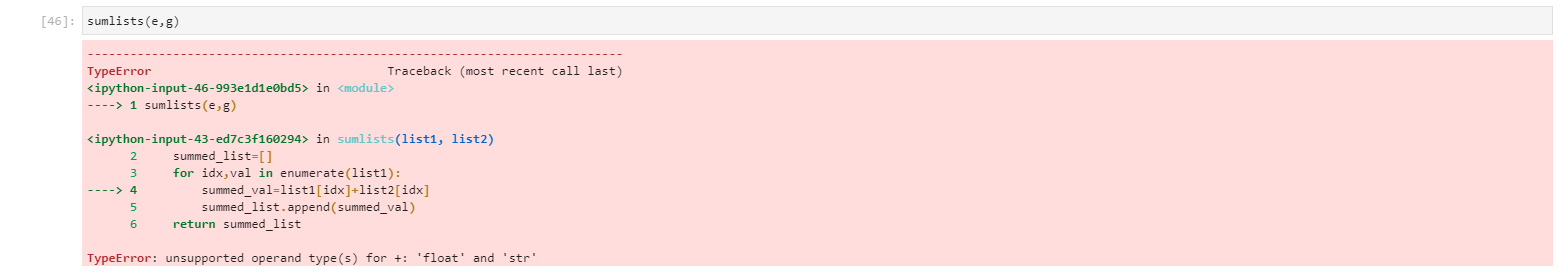 [46]: sumlists(e,g)
---------------------------------------------------------------------------
TypeError                                 Traceback (most recent call last)
<ipython-input-46-993e1d1e0bd5> in <module>
----> 1 sumlists(e,g)
<ipython-input-43-ed7c3f160294> in sumlists(list1, list2)
      2     summed_list=[]
      3     for idx,val in enumerate(list1):
----> 4         summed_val=list1[idx]+list2[idx]
      5         summed_list.append(summed_val)
      6     return summed_list
TypeError: unsupported operand type(s) for +: 'float' and 'str'